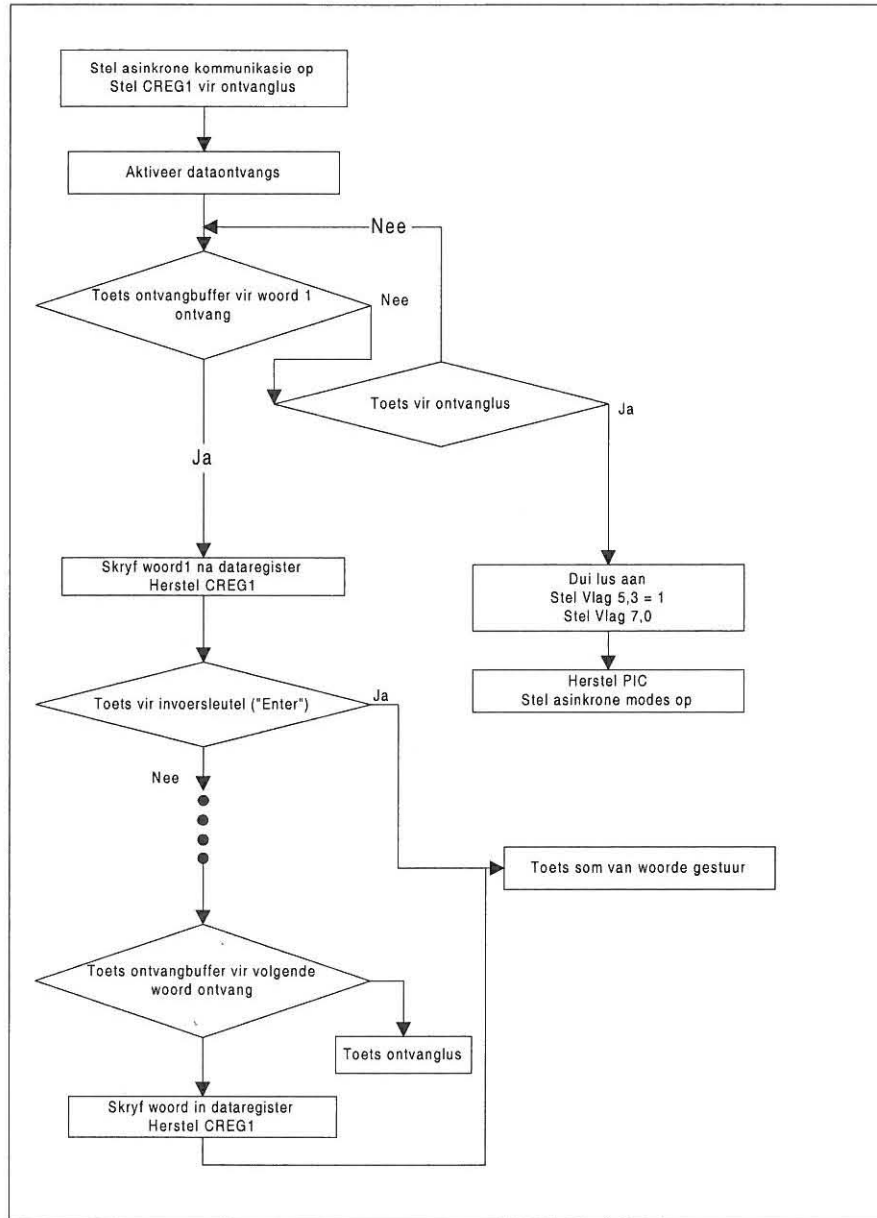 Stel asinkrone kommunikasie op
Stel CREG1 vir ontvanglus
Aktiveer dataontvangs
Nee
Toets ontvangbuffer vir woord 1
ontvang
Nee
Toets vir ontvanglus
Ja
Ja
Skryf woord1 na dataregister
Herstel CREG1
Dui lus aan
Stel Vlag 5,3 = 1
Stel Vlag 7,0
Herstel PIC
Stel asinkrone modes op
Toets vir invoersleutel ("Enter")
Ja
Nee
Toets som van woorde gestuur
Toets ontvangbuffer vir volgende
woord ontvang
Toets ontvanglus
Skryf woord in dataregister
Herstel CREG1